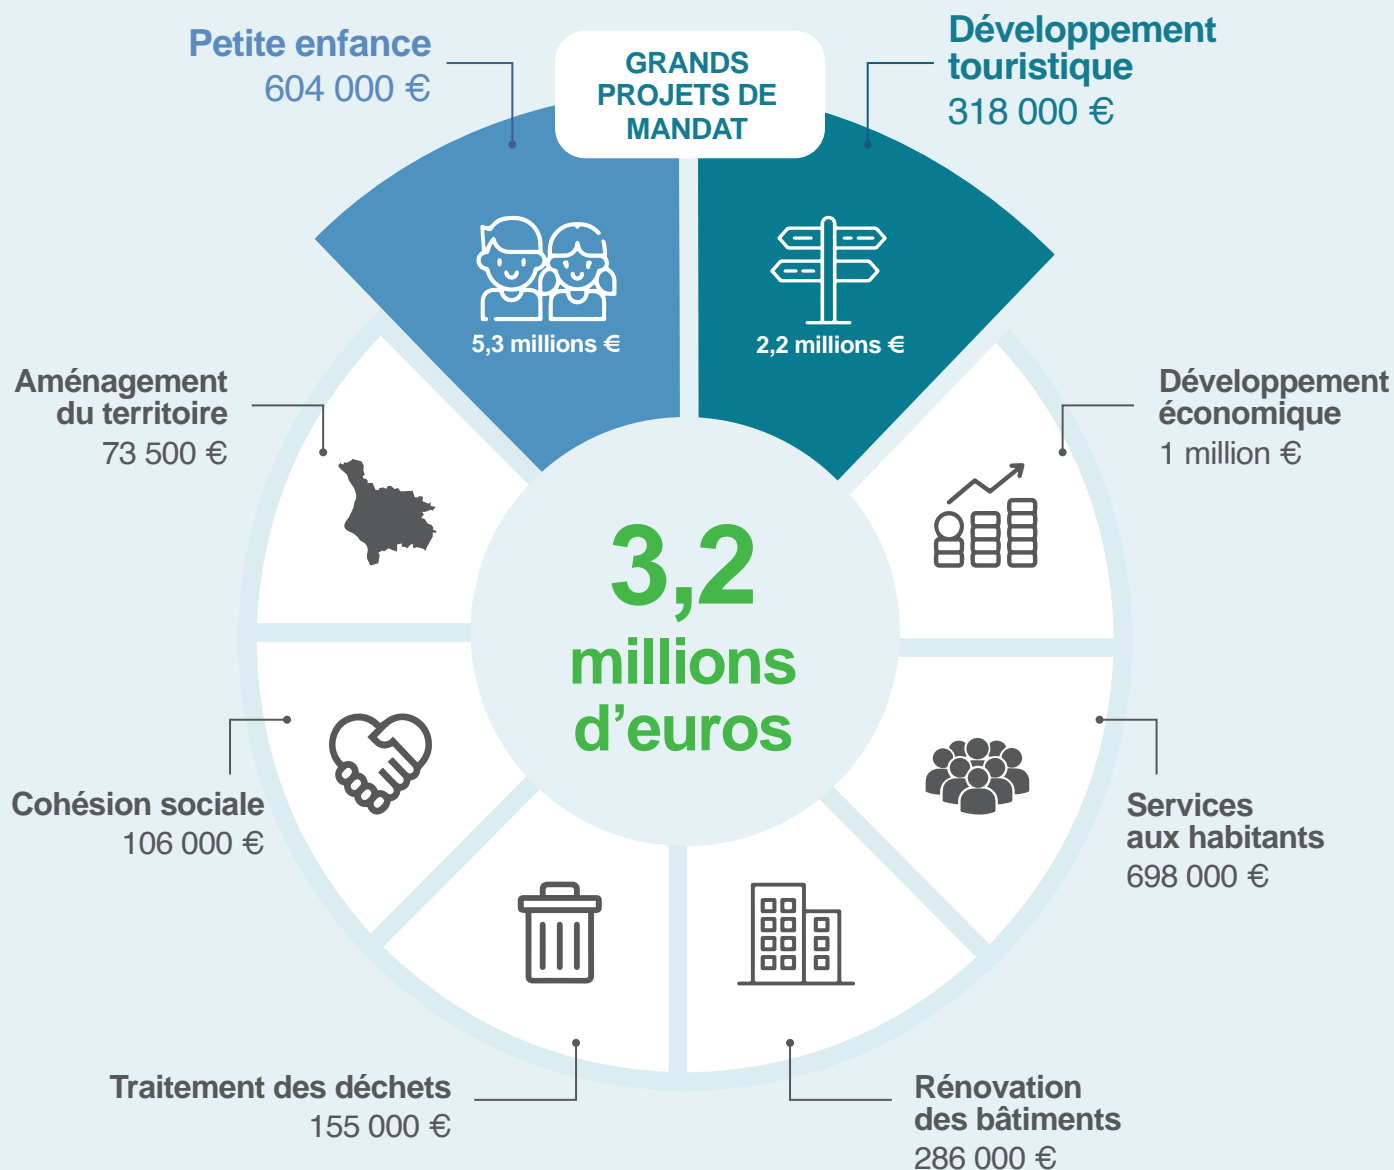 Petite enfance
604 000 €
GRANDS
PROJETS DE
MANDAT
Développement
touristique
318 000 €
5,3 millions €
2,2 millions €
Aménagement
du territoire
73 500 €
Développement
économique
1 million €
3,2
millions
d’euros
Cohésion sociale
106 000 €
Services
aux habitants
698 000 €
Traitement des déchets
155 000 €
Rénovation
des bâtiments
286 000 €